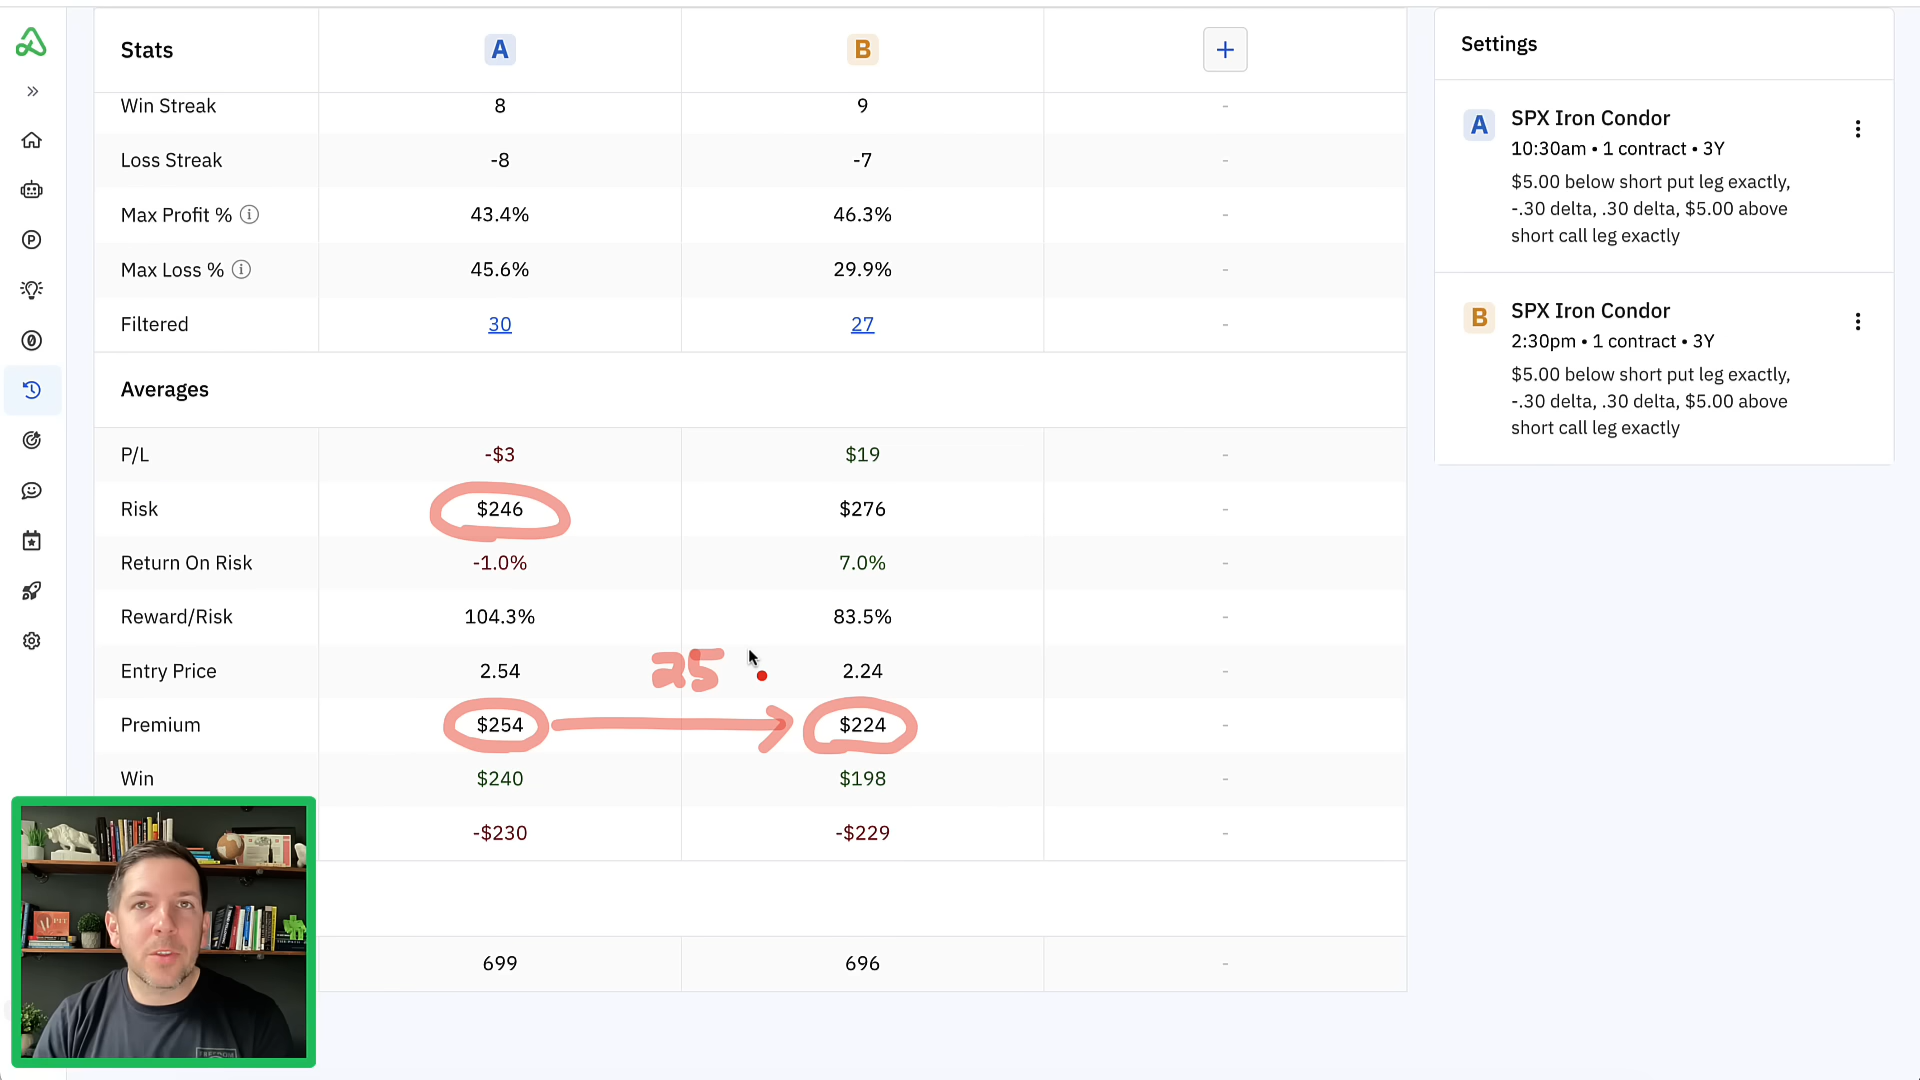 Stats A B +
Win Streak 8 9 -
Loss Streak -8 -7 -
Max Profit % 43.4% 46.3% -
Max Loss % 45.6% 29.9% -
Filtered 30 27 -
Averages
P/L -$3 $19 -
Risk $246 $276 -
Return On Risk -1.0% 7.0% -
Reward/Risk 104.3% 83.5% -
Entry Price 2.54 25 2.24 -
Premium $254 $224 -
Win $240 $198 -
-$230 -$229 -
699 696 -
Settings
A SPX Iron Condor
10:30am • 1 contract • 3Y
$5.00 below short put leg exactly,
-.30 delta, .30 delta, $5.00 above
short call leg exactly
B SPX Iron Condor
2:30pm • 1 contract • 3Y
$5.00 below short put leg exactly,
-.30 delta, .30 delta, $5.00 above
short call leg exactly